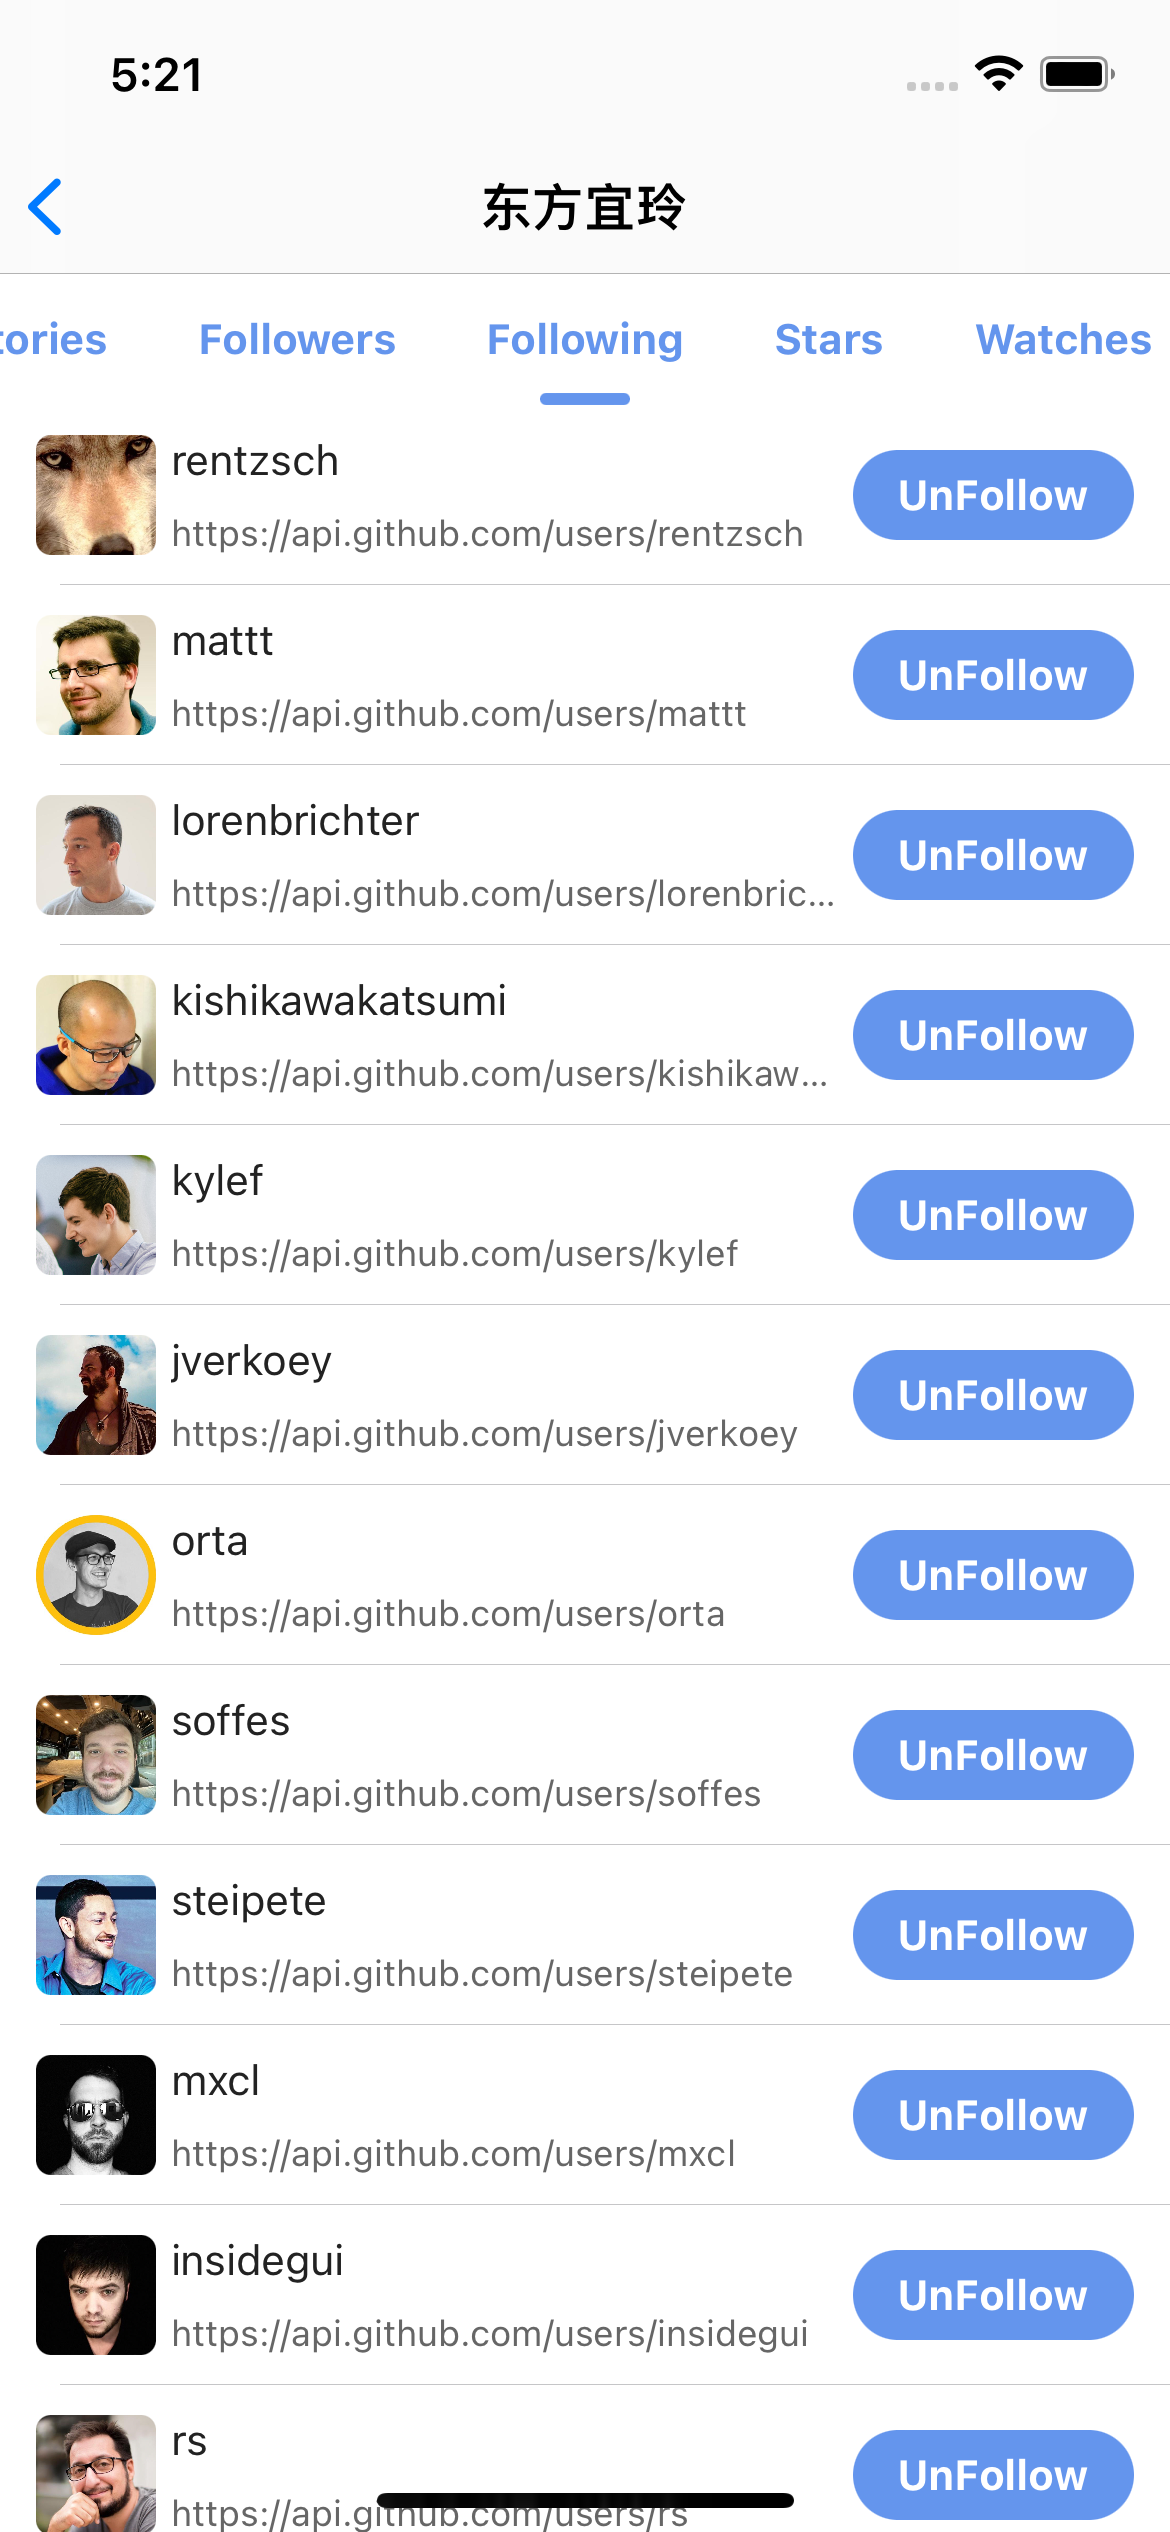 5:21
东方宜玲
tories Followers Following Stars Watches
rentzsch
https://api.github.com/users/rentzsch
UnFollow
mattt
https://api.github.com/users/mattt
UnFollow
lorenbrichter
https://api.github.com/users/lorenbric...
UnFollow
kishikawakatsumi
https://api.github.com/users/kishikaw...
UnFollow
kylef
https://api.github.com/users/kylef
UnFollow
jverkoey
https://api.github.com/users/jverkoey
UnFollow
orta
https://api.github.com/users/orta
UnFollow
soffes
https://api.github.com/users/soffes
UnFollow
steipete
https://api.github.com/users/steipete
UnFollow
mxcl
https://api.github.com/users/mxcl
UnFollow
insidegui
https://api.github.com/users/insidegui
UnFollow
rs
https://api.github.com/users/rs
UnFollow